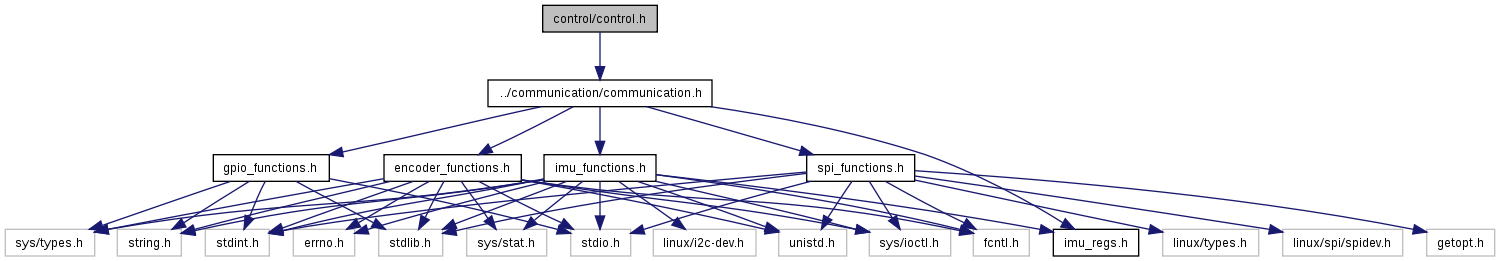 control/control.h
../communication/communication.h
gpio_functions.h
encoder_functions.h
imu_functions.h
spi_functions.h
sys/types.h
string.h
stdint.h
errno.h
stdlib.h
sys/stat.h
stdio.h
linux/i2c-dev.h
unistd.h
sys/ioctl.h
fcntl.h
imu_regs.h
linux/types.h
linux/spi/spidev.h
getopt.h